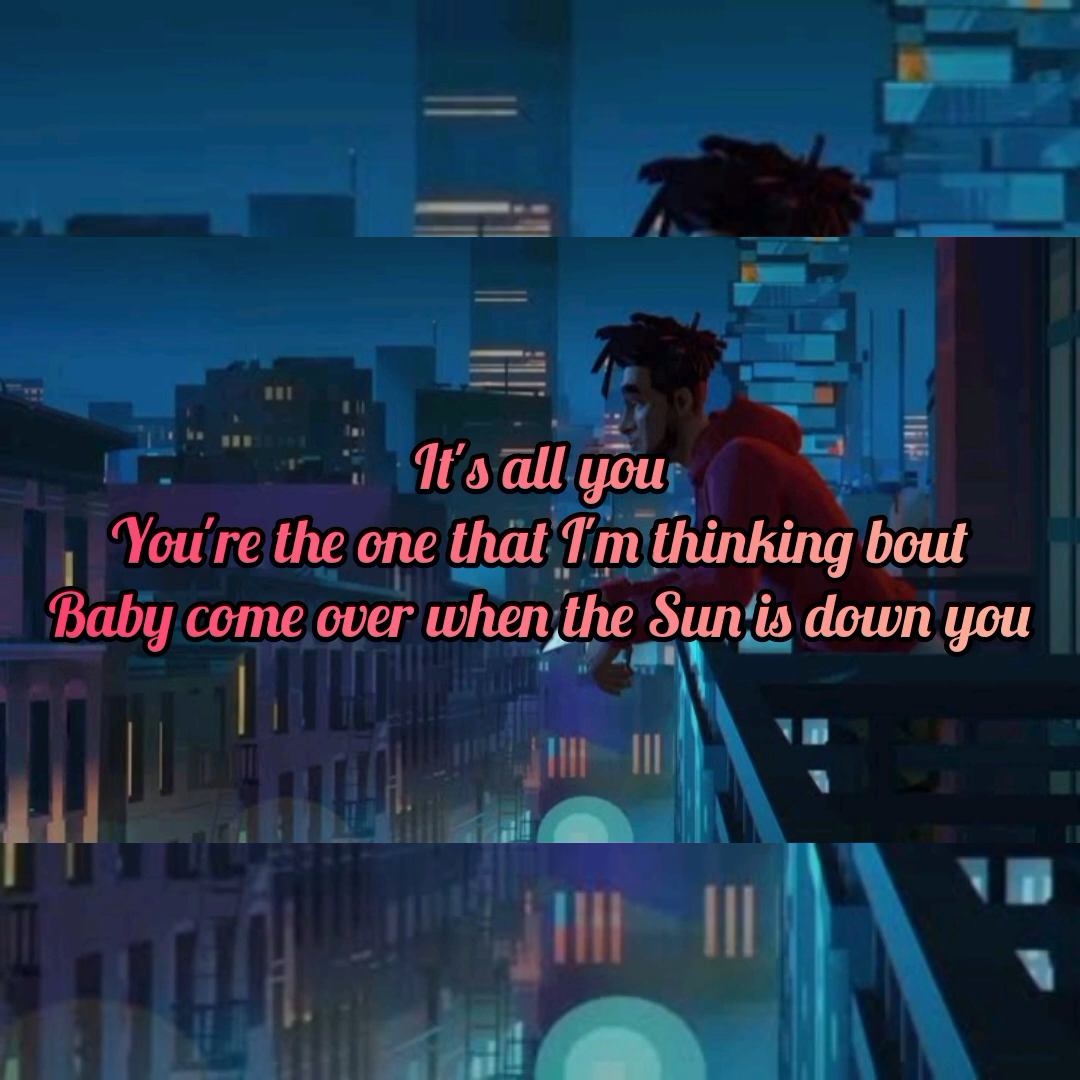 It's all you
You're the one that I'm thinking bout
Baby come over when the Sun is down you